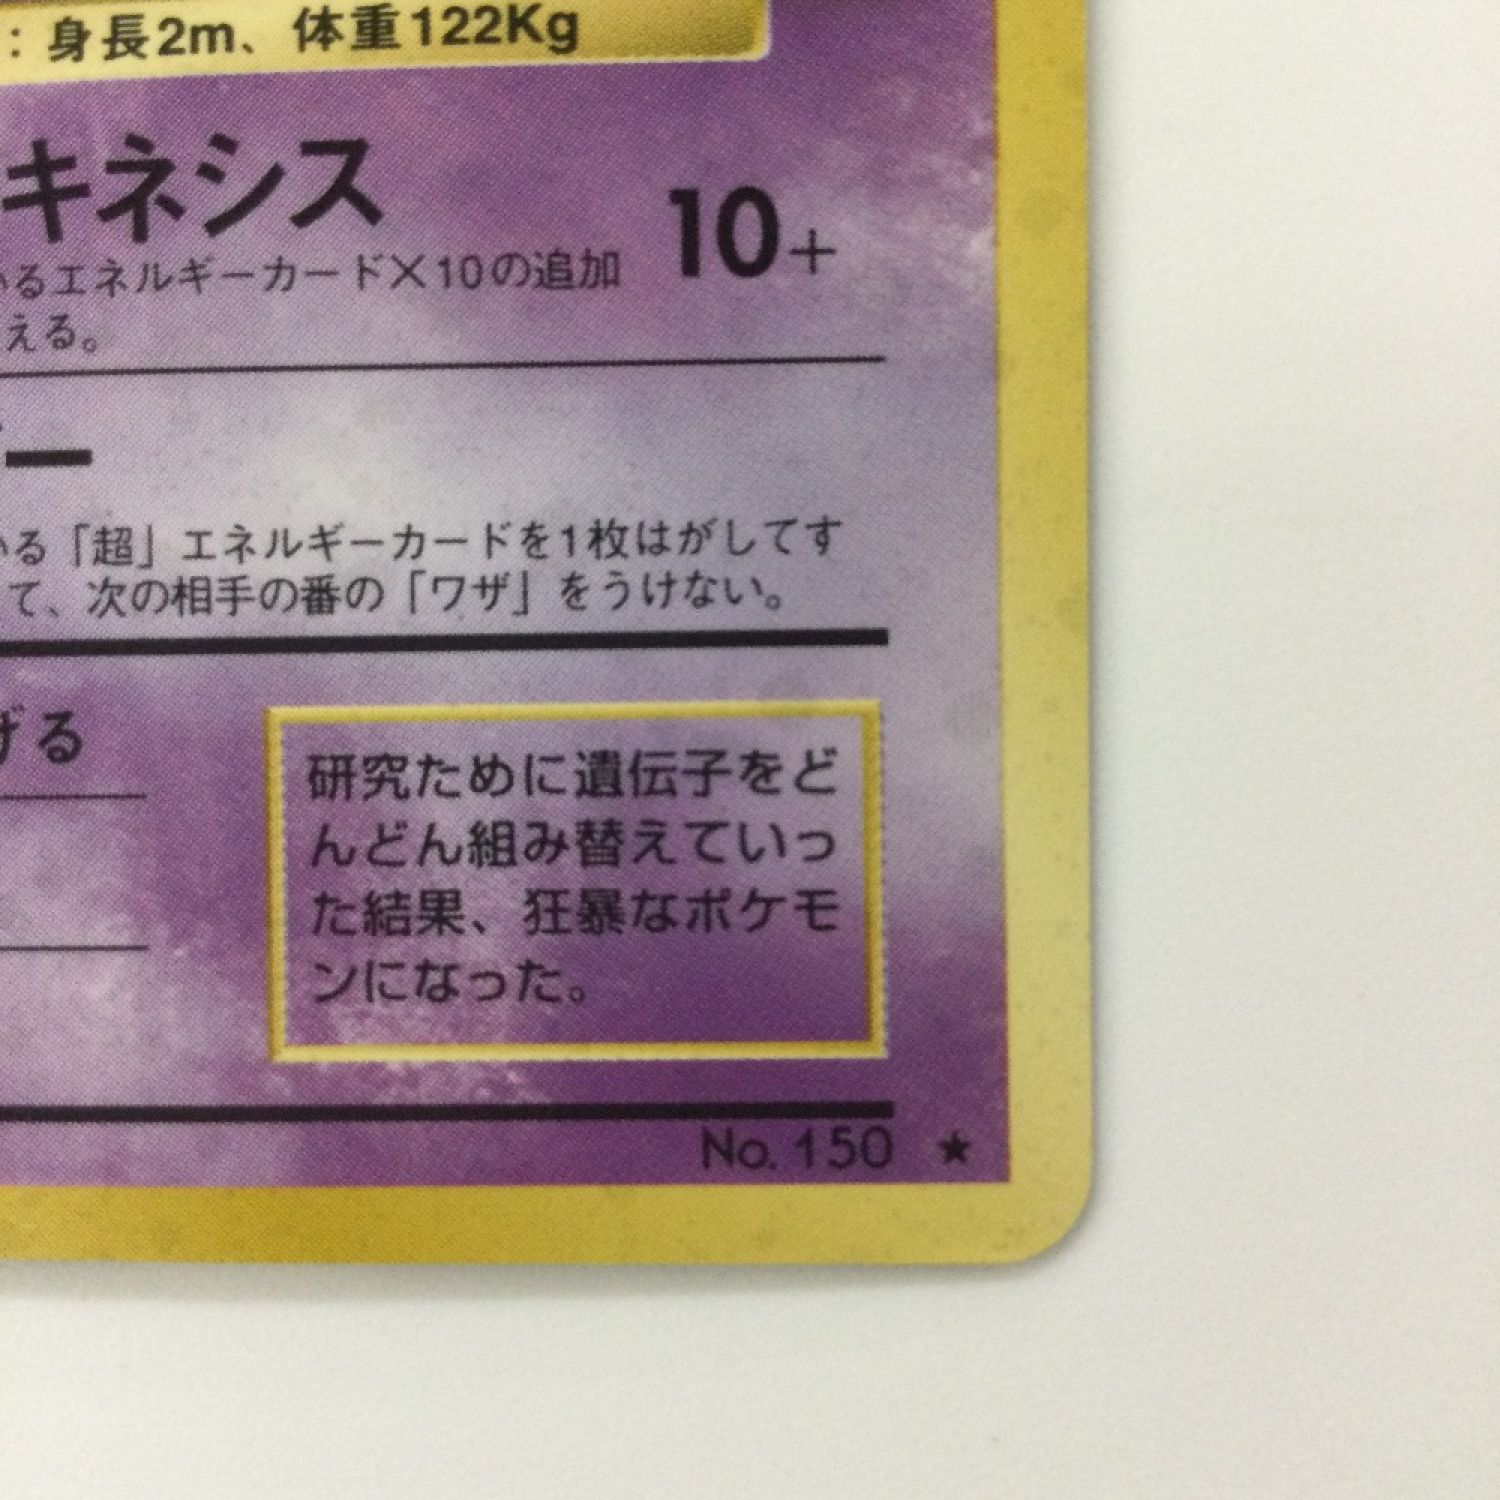 ：身長2m、体重122Kg
キネシス
10+
いるエネルギーカード×10の追加
える。
ー
いる「超」エネルギーカードを1枚はがしてす
て、次の相手の番の「ワザ」をうけない。
げる
研究ために遺伝子をど
んどん組み替えていっ
た結果、狂暴なポケモ
ンになった。
No. 150 ★